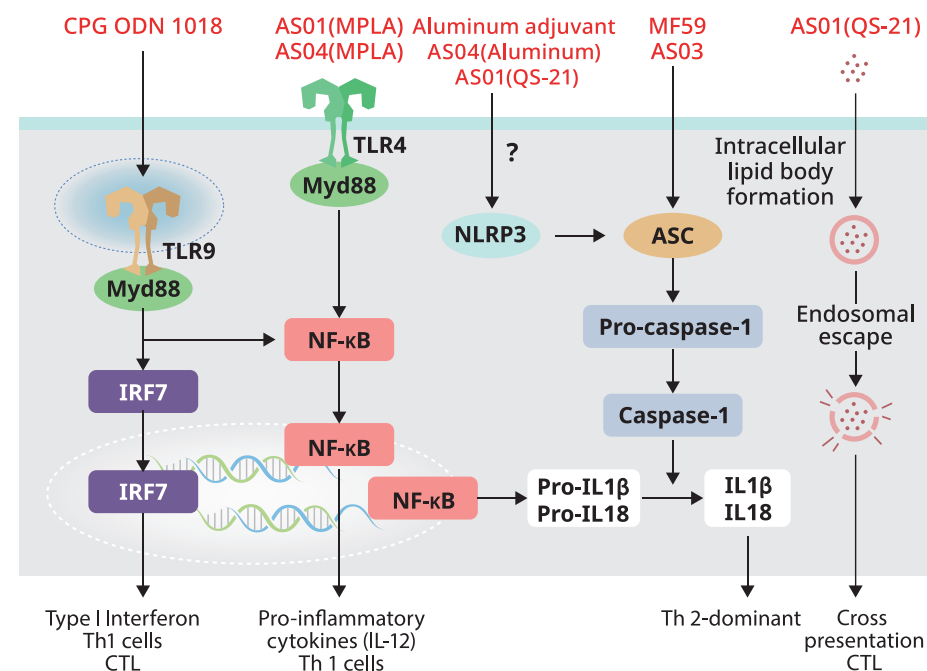 CPG ODN 1018
AS01(MPLA)
AS04(MPLA)
Aluminum adjuvant
AS04(Aluminum)
AS01(QS-21)
MF59
AS03
AS01(QS-21)
TLR4
Myd88
?
Intracellular
lipid body
formation
TLR9
Myd88
NLRP3
ASC
NF-κB
Pro-caspase-1
Endosomal
escape
IRF7
Caspase-1
NF-κB
IRF7
NF-κB
Pro-IL1β
Pro-IL18
IL1β
IL18
Type I Interferon
Th1 cells
CTL
Pro-inflammatory
cytokines (IL-12)
Th 1 cells
Th 2-dominant
Cross
presentation
CTL